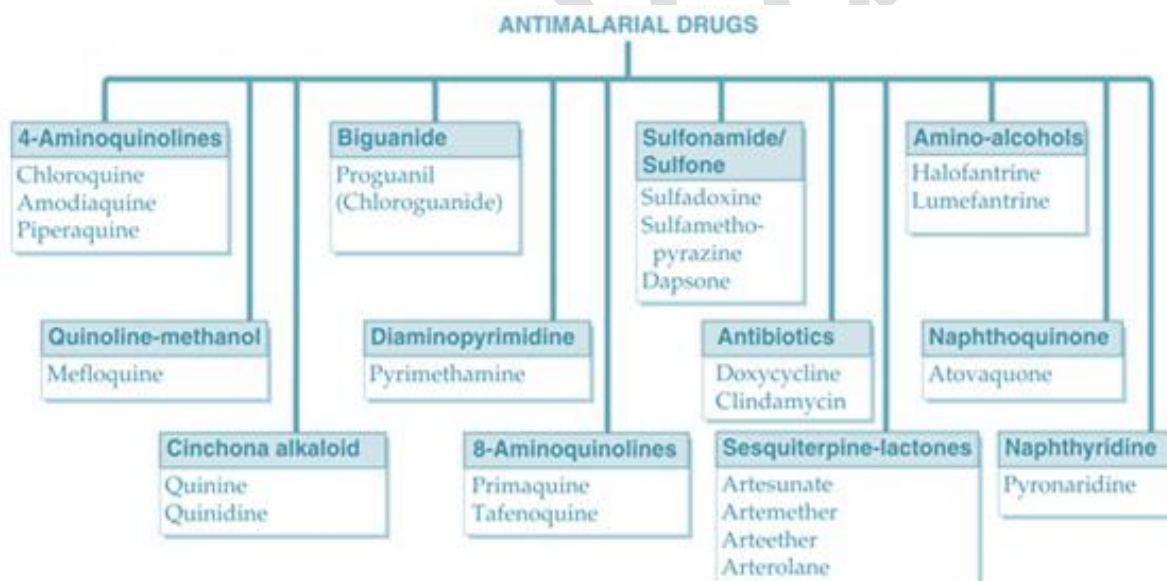 ANTIMALARIAL DRUGS
4-Aminoquinolines
Chloroquine
Amodiaquine
Piperaquine
Biguanide
Proguanil
(Chloroguanide)
Sulfonamide/
Sulfone
Sulfadoxine
Sulfametho-
pyrazine
Dapsone
Amino-alcohols
Halofantrine
Lumefantrine
Quinoline-methanol
Mefloquine
Diaminopyrimidine
Pyrimethamine
Antibiotics
Doxycycline
Clindamycin
Naphthoquinone
Atovaquone
Cinchona alkaloid
Quinine
Quinidine
8-Aminoquinolines
Primaquine
Tafenoquine
Sesquiterpine-lactones
Artesunate
Artemether
Arteether
Arterolane
Naphthyridine
Pyronaridine